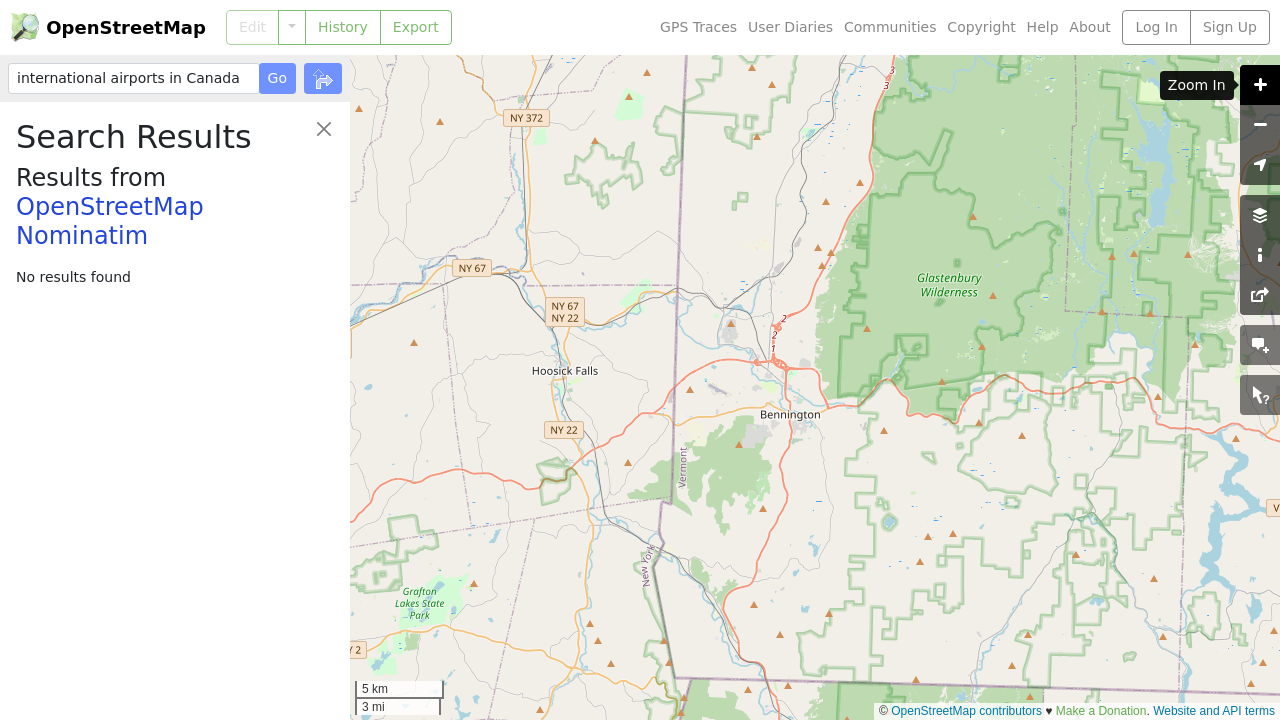 OpenStreetMap
Edit
History
Export
GPS Traces
User Diaries
Communities
Copyright
Help
About
Log In
Sign Up
international airports in Canada
Go
Search Results
Results from
OpenStreetMap
Nominatim
No results found
Zoom In
3
3
NY 372
NY 67
NY 67
NY 22
Glastenbury
Wilderness
2
2
1
Hoosick Falls
Bennington
NY 22
Vermont
V
New York
Grafton
Lakes State
Park
Y 2
5 km
3 mi
?
© OpenStreetMap contributors ♥ Make a Donation. Website and API terms